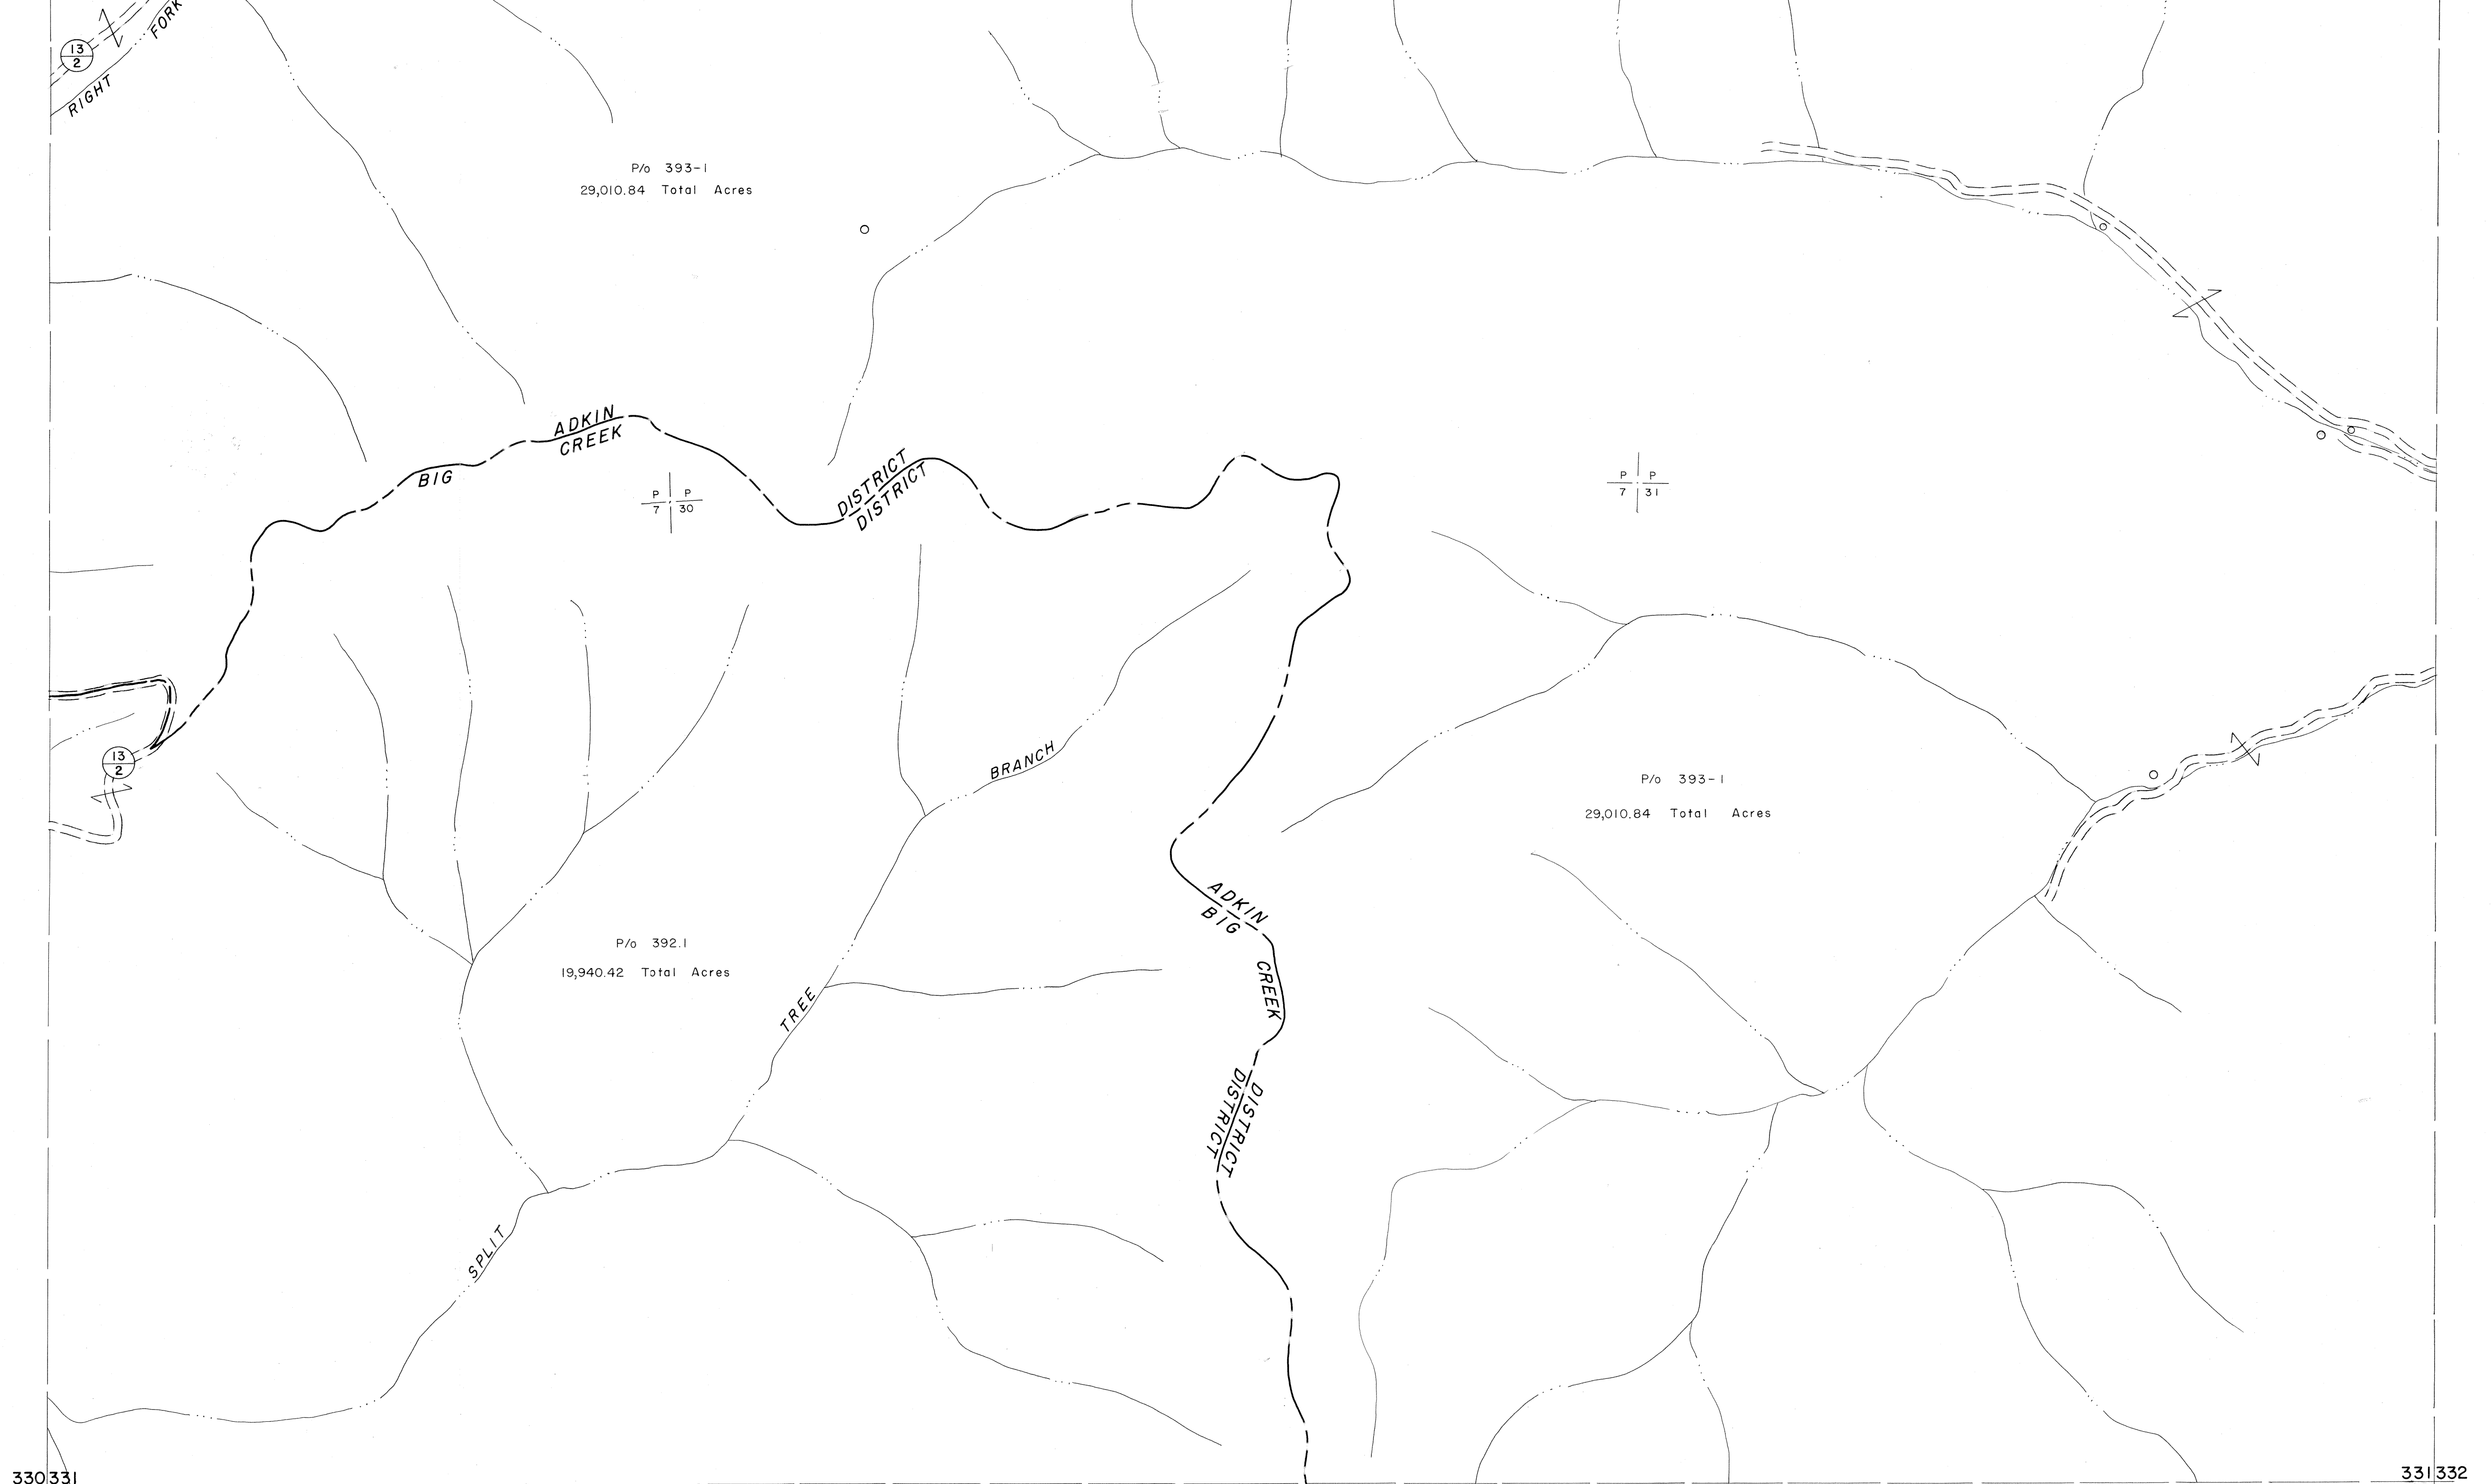 13
2
RIGHT FORK
P/o 393-1
29,010.84 Total Acres
ADKIN DISTRICT
BIG CREEK DISTRICT
P P
7 30
P P
7 31
13
2
BRANCH
P/o 393-1
29,010.84 Total Acres
ADKIN
BIG
CREEK
P/o 392.1
19,940.42 Total Acres
TREE
DISTRICT
DISTRICT
SPLIT
330 331
331 332